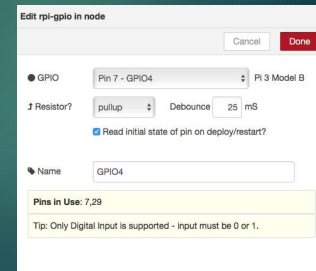 Edit rpi-gpio in node
Cancel Done
GPIO Pin 7 - GPIO4 Pi 3 Model B
Resistor? pullup Debounce 25 mS
Read initial state of pin on deploy/restart?
Name GPIO4
Pins in Use: 7,29
Tip: Only Digital Input is supported - input must be 0 or 1.